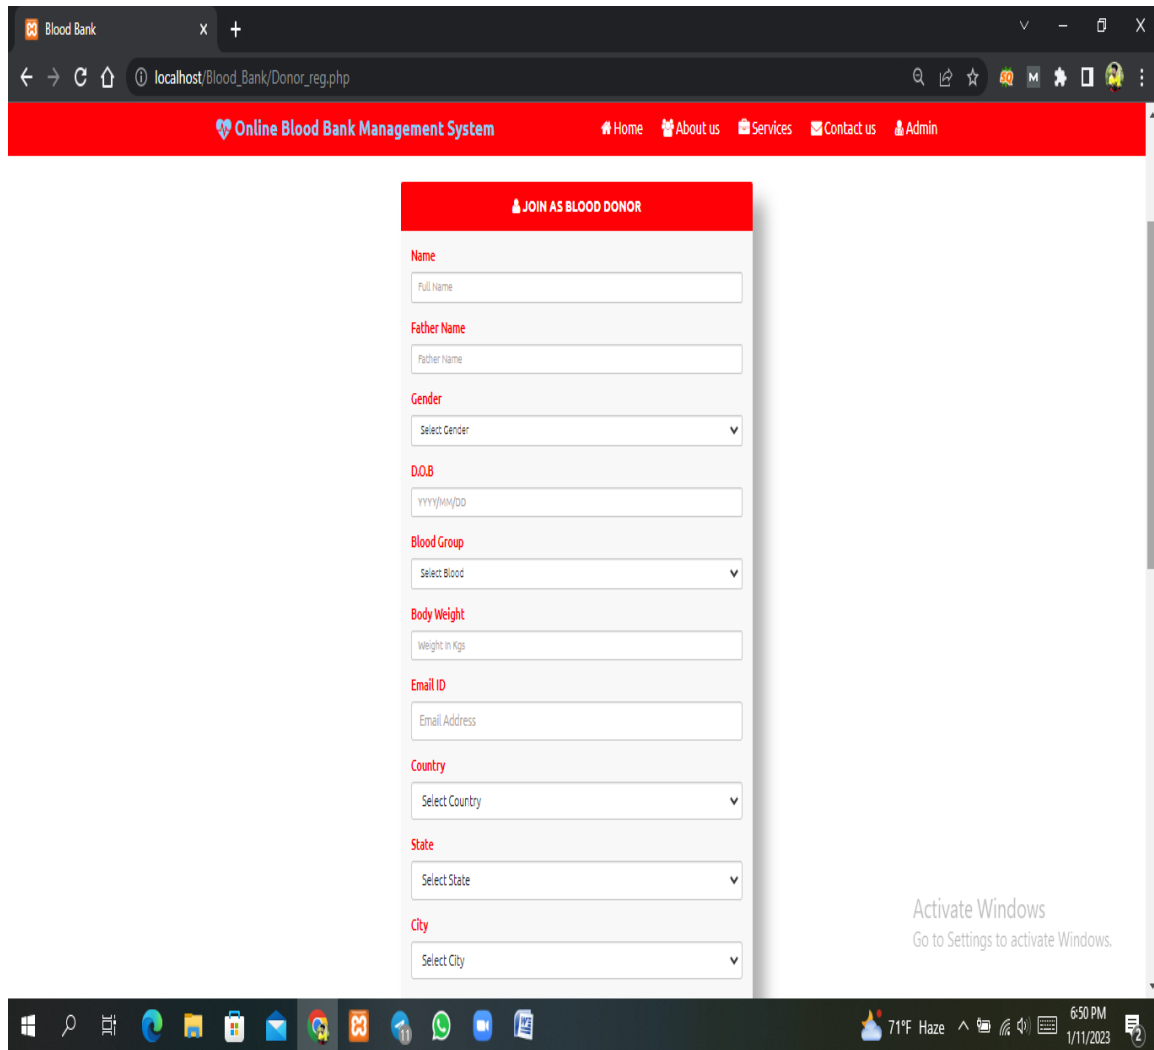 Blood Bank
localhost/Blood_Bank/Donor_reg.php
SQ M
Online Blood Bank Management System Home About us Services Contact us Admin
JOIN AS BLOOD DONOR
Name
Full Name
Father Name
Father Name
Gender
Select Gender
D.O.B
YYYY/MM/DD
Blood Group
Select Blood
Body Weight
Weight In Kgs
Email ID
Email Address
Country
Select Country
State
Select State
City
Select City
Activate Windows
Go to Settings to activate Windows.
11
71°F Haze
6:50 PM
1/11/2023
2